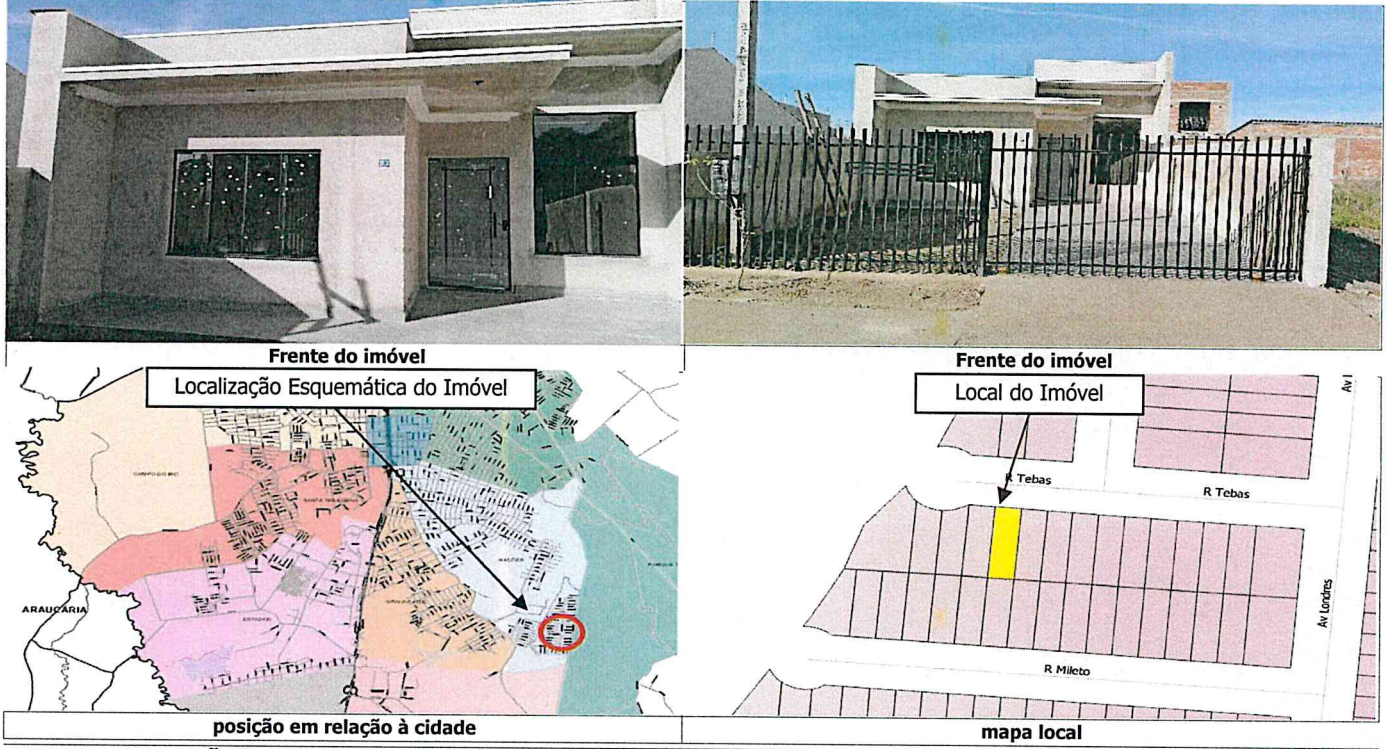 Frente do imóvel
Frente do imóvel
Localização Esquemática do Imóvel
Local do Imóvel
ARAUCÁRIA
R Tebas
R Tebas
Av Londres
R Mileto
posição em relação à cidade
mapa local